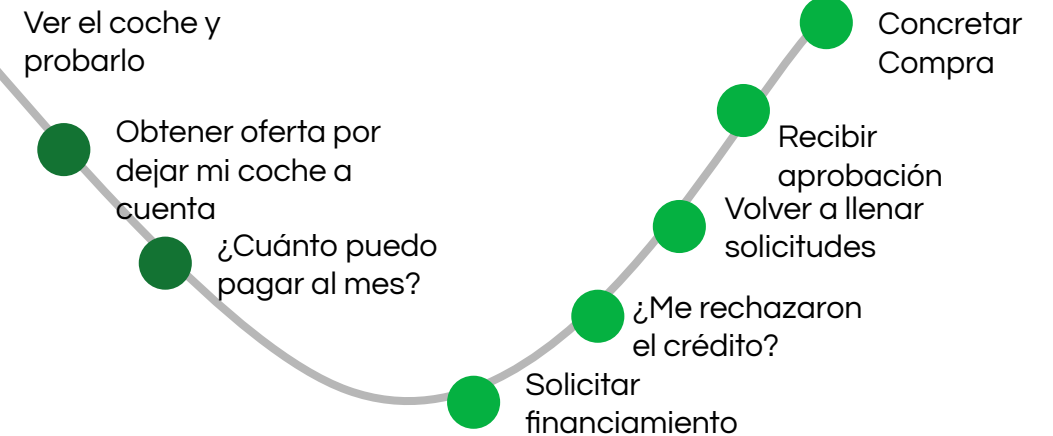 Ver el coche y
probarlo
Obtener oferta por
dejar mi coche a
cuenta
¿Cuánto puedo
pagar al mes?
Solicitar
financiamiento
¿Me rechazaron
el crédito?
Volver a llenar
solicitudes
Recibir
aprobación
Concretar
Compra